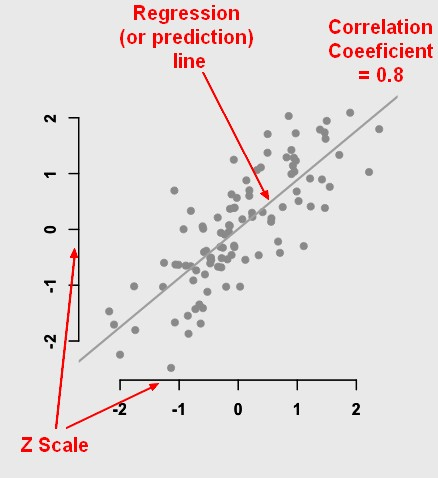 Regression
(or prediction)
line
Correlation
Coeeficient
= 0.8
2
1
0
-1
-2
-2 -1 0 1 2
Z Scale